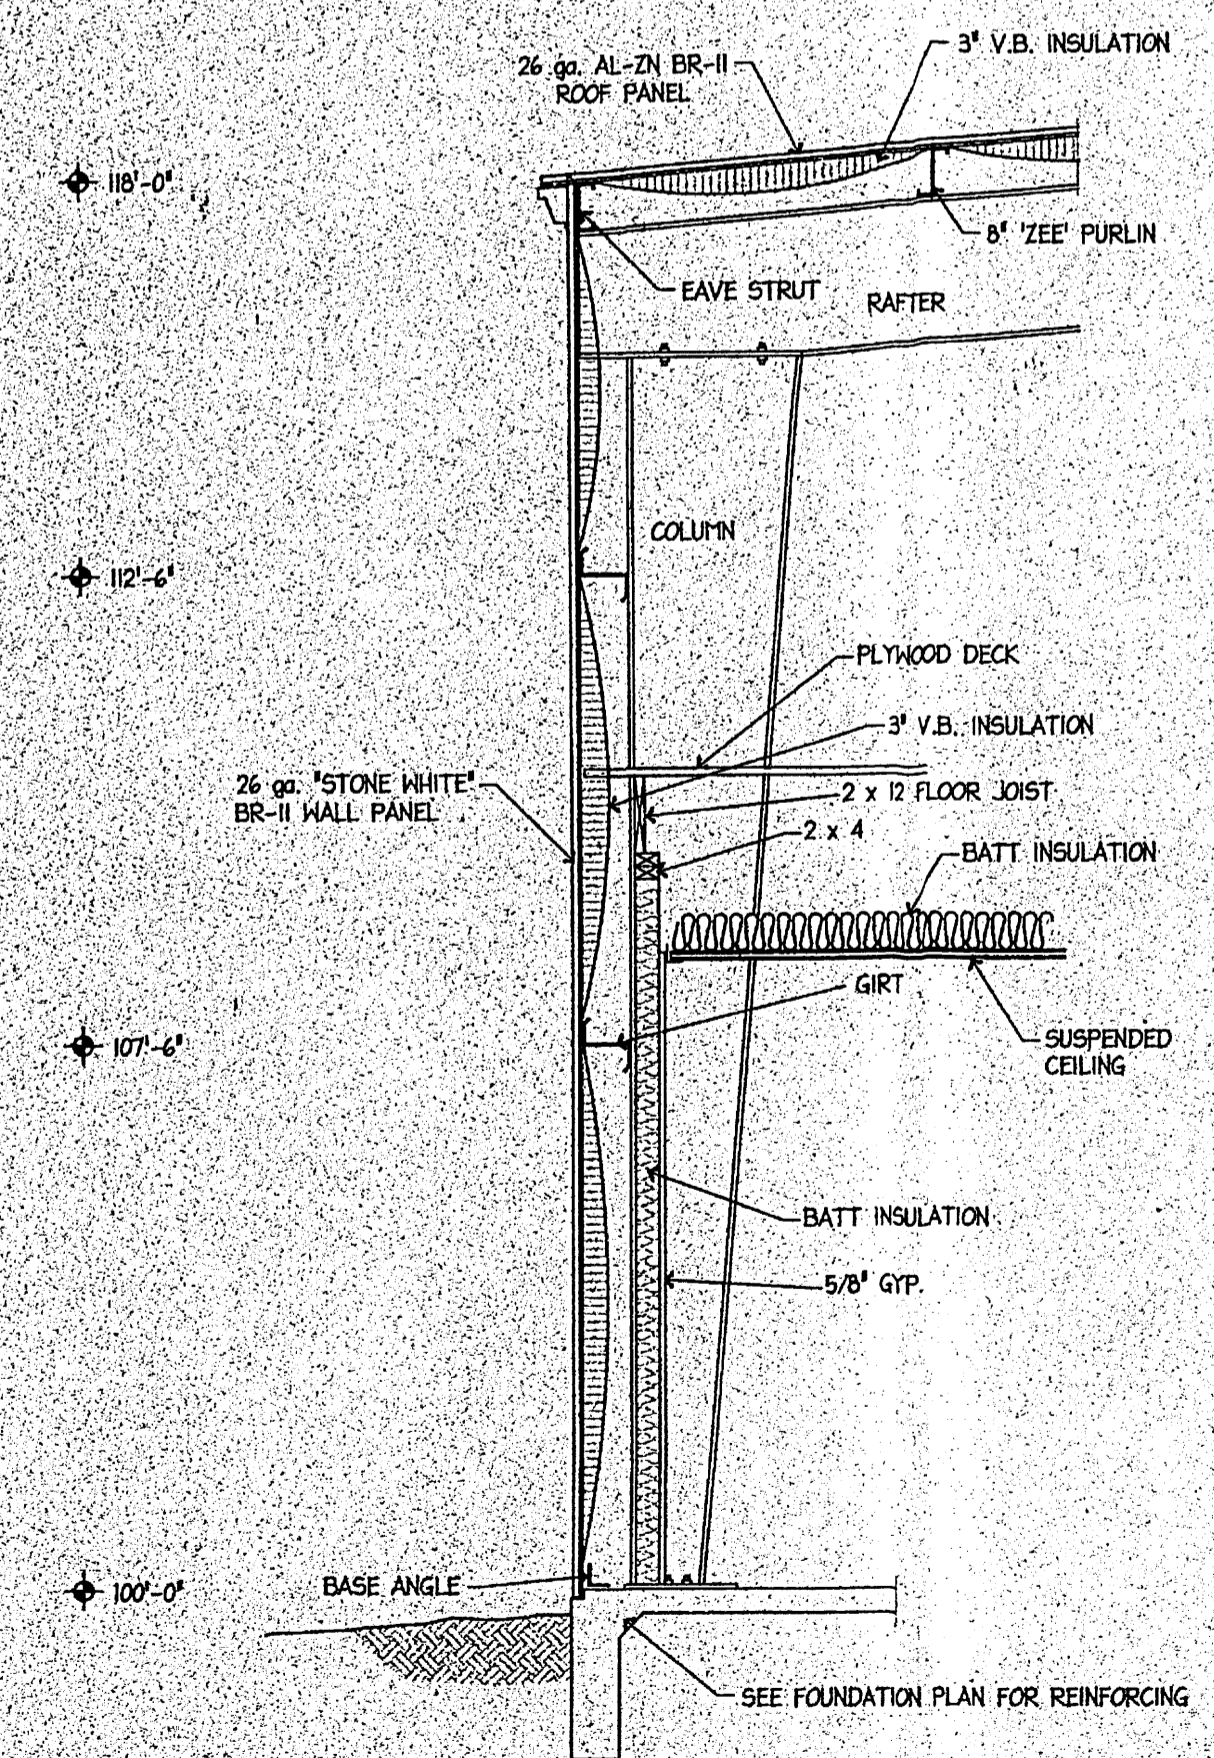 3" V.B. INSULATION
26 ga. AL-ZN BR-II
ROOF PANEL
118'-0"
8" 'ZEE' PURLIN
EAVE STRUT
RAFTER
COLUMN
112'-6"
PLYWOOD DECK
3" V.B. INSULATION
26 ga. "STONE WHITE"
BR-II WALL PANEL
2 x 12 FLOOR JOIST
2 x 4
BATT INSULATION
GIRT
107'-6"
SUSPENDED
CEILING
BATT INSULATION
5/8" GYP.
BASE ANGLE
100'-0"
SEE FOUNDATION PLAN FOR REINFORCING